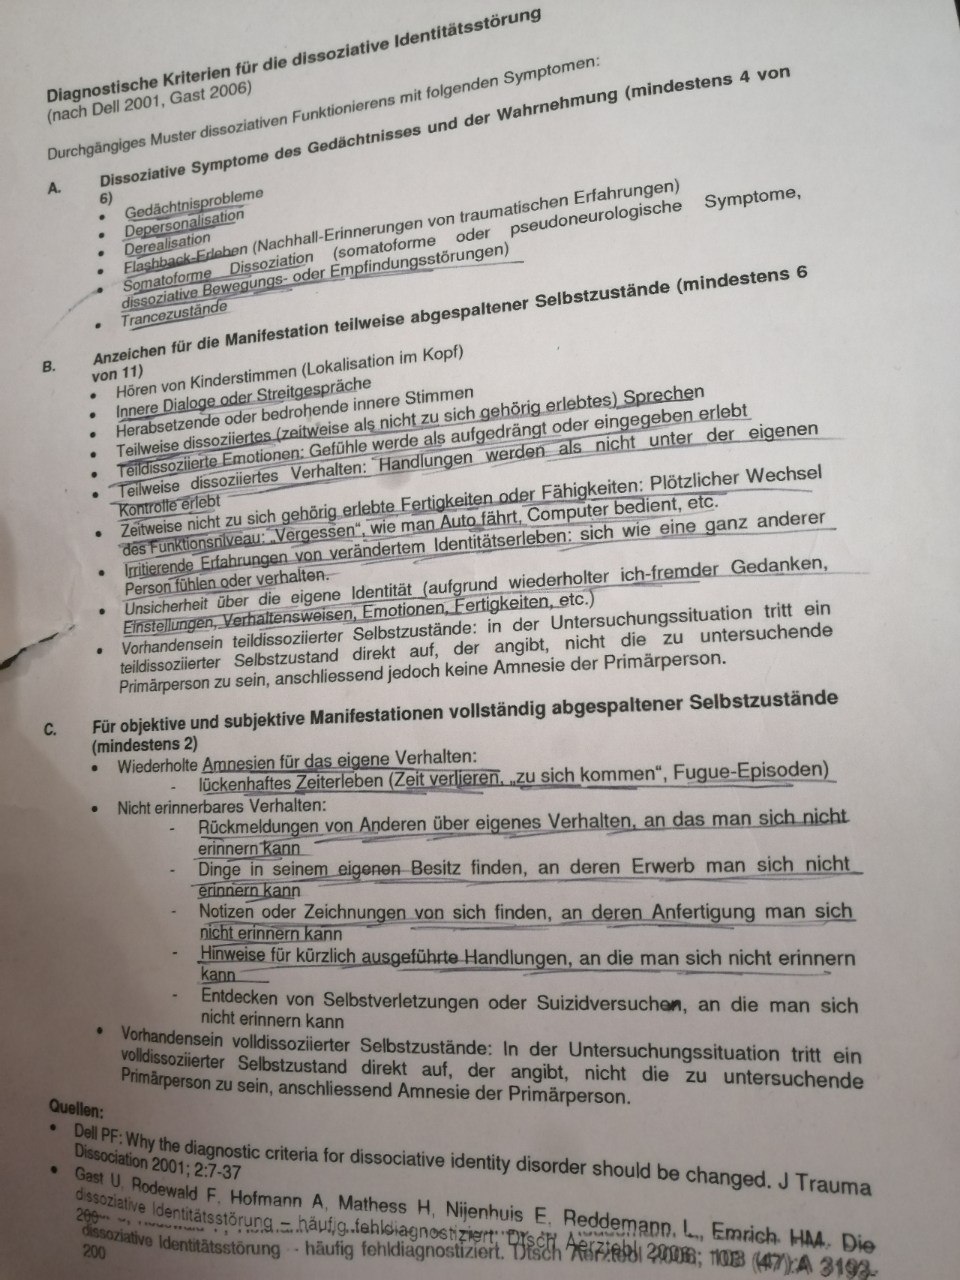 Diagnostische Kriterien für die dissoziative Identitätsstörung
(nach Dell 2001, Gast 2006)
Durchgängiges Muster dissoziativen Funktionierens mit folgenden Symptomen:
A. Dissoziative Symptome des Gedächtnisses und der Wahrnehmung (mindestens 4 von
6)
• Gedächtnisprobleme
• Depersonalisation
• Derealisation
• Flashback-Erleben (Nachhall-Erinnerungen von traumatischen Erfahrungen)
• Somatoforme Dissoziation (somatoforme oder pseudoneurologische Symptome,
dissoziative Bewegungs- oder Empfindungsstörungen)
• Trancezustände
B. Anzeichen für die Manifestation teilweise abgespaltener Selbstzustände (mindestens 6
von 11)
• Hören von Kinderstimmen (Lokalisation im Kopf)
• Innere Dialoge oder Streitgespräche
• Herabsetzende oder bedrohende innere Stimmen
• Teilweise dissoziiertes (zeitweise als nicht zu sich gehörig erlebtes) Sprechen
• Teildissoziierte Emotionen: Gefühle werde als aufgedrängt oder eingegeben erlebt
• Teilweise dissoziiertes Verhalten: Handlungen werden als nicht unter der eigenen
Kontrolle erlebt
• Zeitweise nicht zu sich gehörig erlebte Fertigkeiten oder Fähigkeiten: Plötzlicher Wechsel
des Funktionsniveau: „Vergessen“, wie man Auto fährt, Computer bedient, etc.
• Irritierende Erfahrungen von verändertem Identitätserleben: sich wie eine ganz anderer
Person fühlen oder verhalten.
• Unsicherheit über die eigene Identität (aufgrund wiederholter ich-fremder Gedanken,
Einstellungen, Verhaltensweisen, Emotionen, Fertigkeiten, etc.)
• Vorhandensein teildissoziierter Selbstzustände: in der Untersuchungssituation tritt ein
teildissoziierter Selbstzustand direkt auf, der angibt, nicht die zu untersuchende
Primärperson zu sein, anschliessend jedoch keine Amnesie der Primärperson.
C. Für objektive und subjektive Manifestationen vollständig abgespaltener Selbstzustände
(mindestens 2)
• Wiederholte Amnesien für das eigene Verhalten:
- lückenhaftes Zeiterleben (Zeit verlieren, „zu sich kommen“, Fugue-Episoden)
• Nicht erinnerbares Verhalten:
- Rückmeldungen von Anderen über eigenes Verhalten, an das man sich nicht
erinnern kann
- Dinge in seinem eigenen Besitz finden, an deren Erwerb man sich nicht
erinnern kann
- Notizen oder Zeichnungen von sich finden, an deren Anfertigung man sich
nicht erinnern kann
- Hinweise für kürzlich ausgeführte Handlungen, an die man sich nicht erinnern
kann
- Entdecken von Selbstverletzungen oder Suizidversuchen, an die man sich
nicht erinnern kann
• Vorhandensein volldissoziierter Selbstzustände: In der Untersuchungssituation tritt ein
volldissoziierter Selbstzustand direkt auf, der angibt, nicht die zu untersuchende
Primärperson zu sein, anschliessend Amnesie der Primärperson.
Quellen:
• Dell PF: Why the diagnostic criteria for dissociative identity disorder should be changed. J Trauma
Dissociation 2001; 2:7-37
• Gast U, Rodewald F, Hofmann A, Mathess H, Nijenhuis E, Reddemann, L, Emrich HM. Die
dissoziative Identitätsstörung – häufig fehldiagnostiziert. Dtsch Aerztebl 2006; 103 (47):A 3193-
200
dissoziative Identitätsstörung - häufig fehldiagnostiziert. Dtsch Aerztebl 2006; 103 (47):A 3193-
200